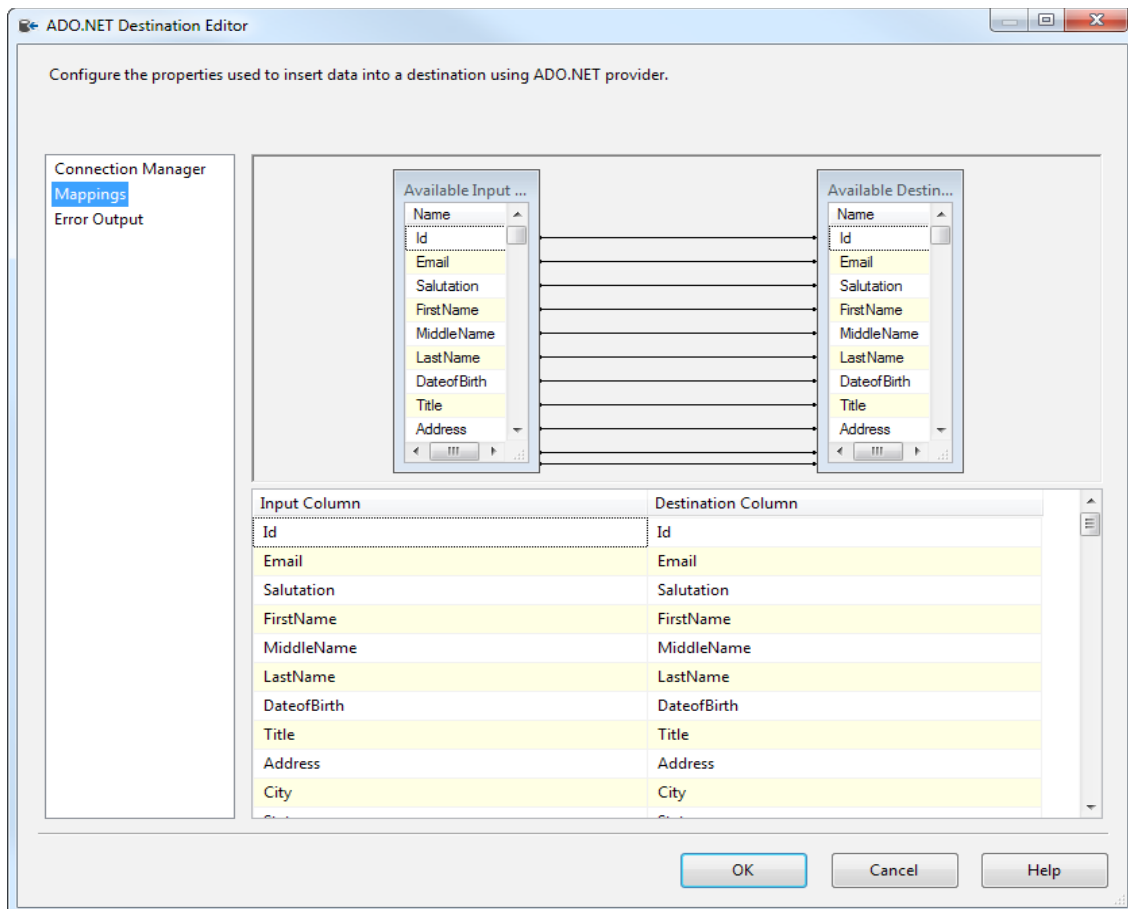 ADO.NET Destination Editor
Configure the properties used to insert data into a destination using ADO.NET provider.
Connection Manager
Mappings
Error Output
Available Input ...
Name
Id
Email
Salutation
FirstName
MiddleName
LastName
DateofBirth
Title
Address
Available Destin...
Name
Id
Email
Salutation
FirstName
MiddleName
LastName
DateofBirth
Title
Address
Input Column Destination Column
Id Id
Email Email
Salutation Salutation
FirstName FirstName
MiddleName MiddleName
LastName LastName
DateofBirth DateofBirth
Title Title
Address Address
City City
OK Cancel Help